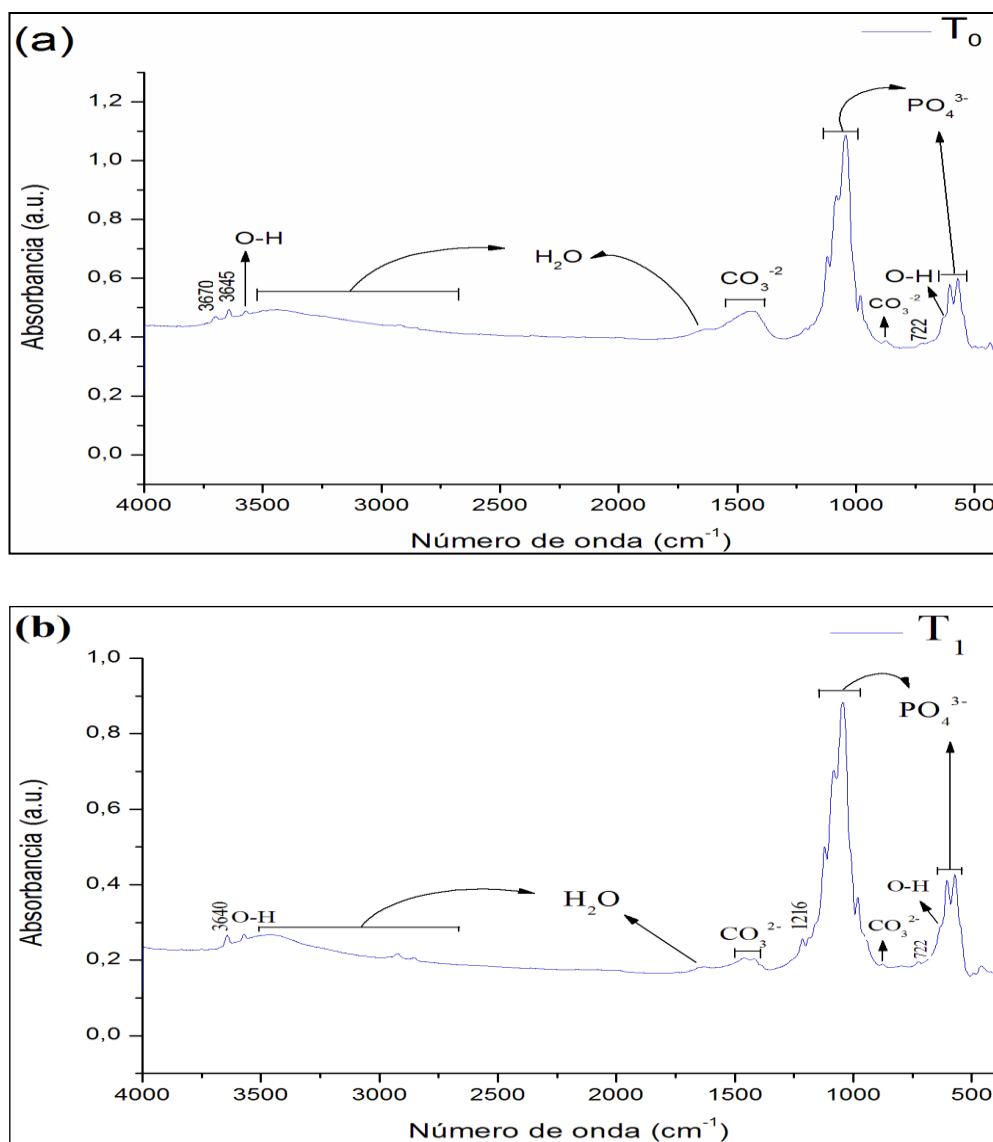 (a)
T0
1,2
1,0
0,8
0,6
0,4
0,2
0,0
Absorbancia (a.u.)
3670
3645
O-H
H2O
CO3-2
PO43-
O-H
CO3-2
722
4000 3500 3000 2500 2000 1500 1000 500
Número de onda (cm-1)
(b)
T1
1,0
0,8
0,6
0,4
0,2
0,0
Absorbancia (a.u.)
3640
O-H
H2O
CO32-
1216
PO43-
O-H
CO32-
722
4000 3500 3000 2500 2000 1500 1000 500
Número de onda (cm-1)